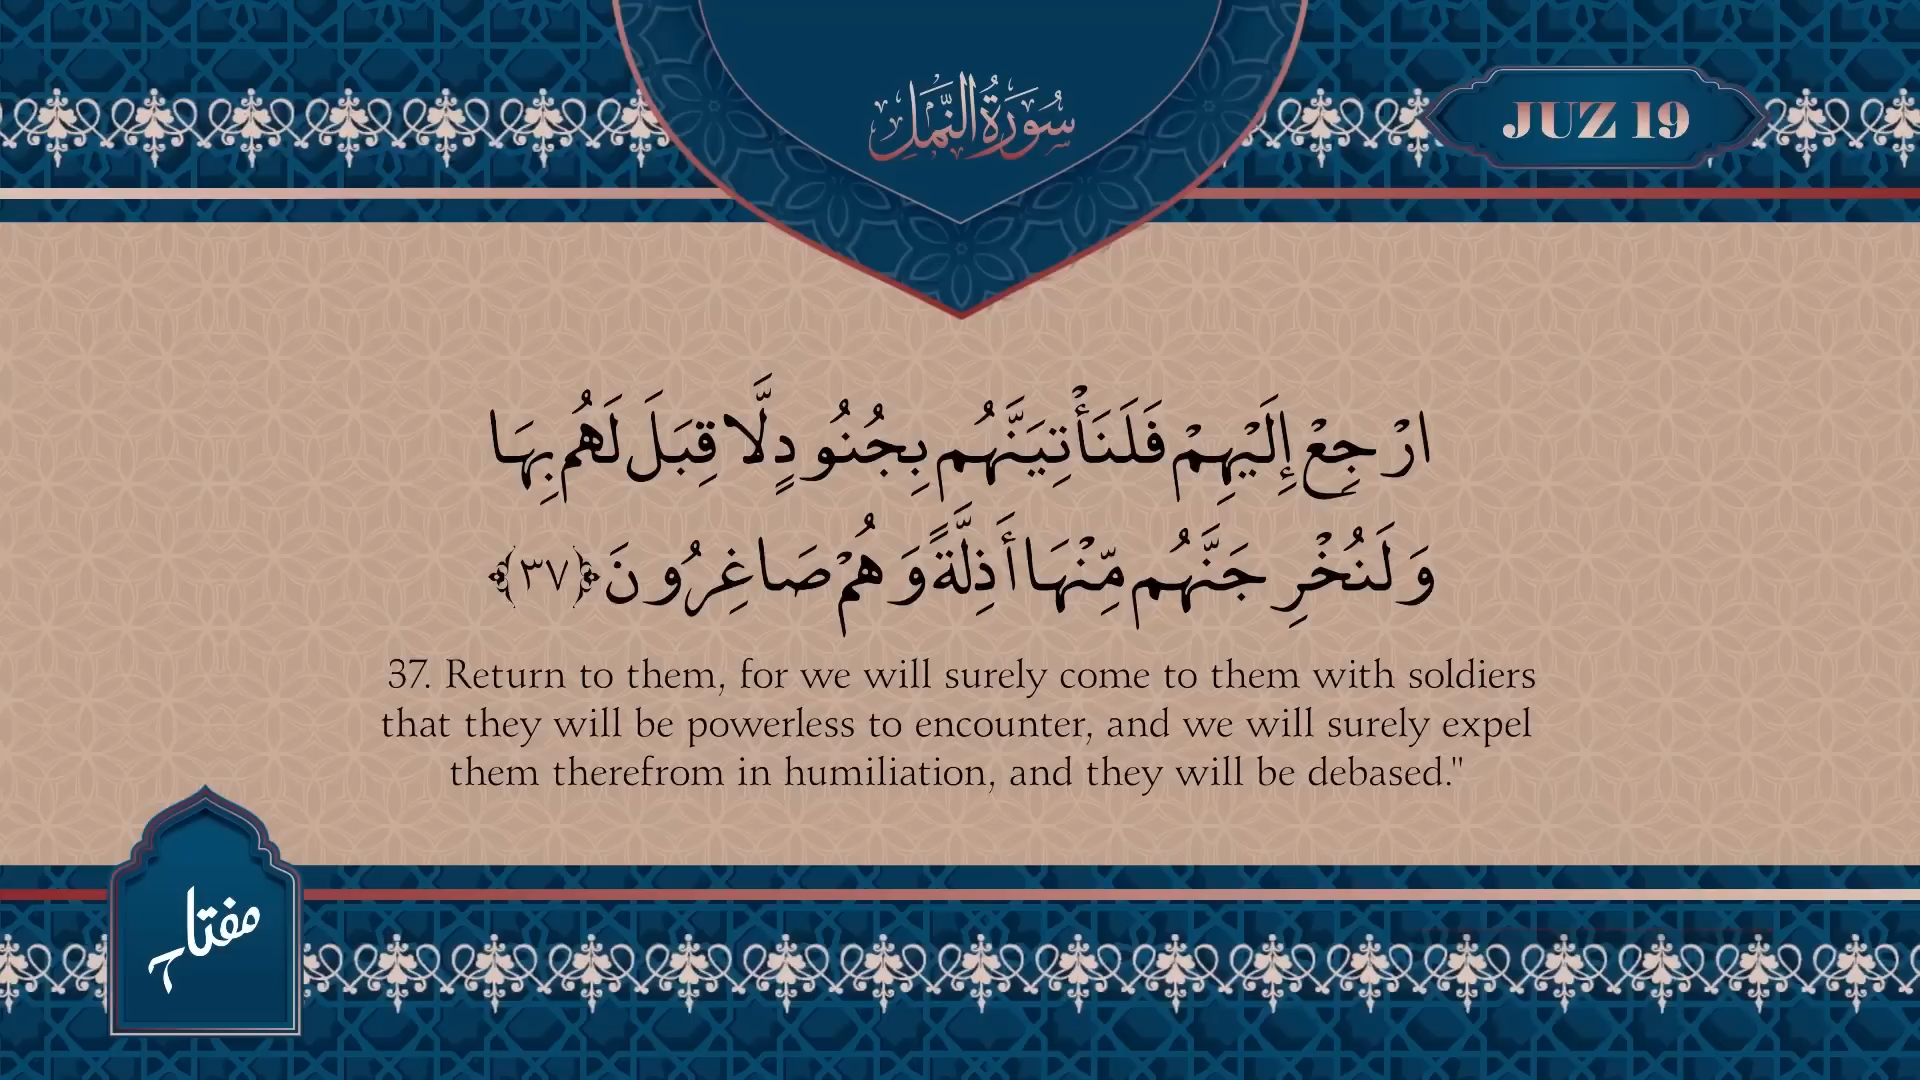 سُورَةُ النَّمْلِ
JUZ 19
ارْجِعْ إِلَيْهِمْ فَلَنَأْتِيَنَّهُم بِجُنُودٍ لَّا قِبَلَ لَهُم بِهَا
وَلَنُخْرِجَنَّهُم مِّنْهَا أَذِلَّةً وَهُمْ صَاغِرُونَ ﴿٣٧﴾
37. Return to them, for we will surely come to them with soldiers
that they will be powerless to encounter, and we will surely expel
them therefrom in humiliation, and they will be debased."
مفتاح